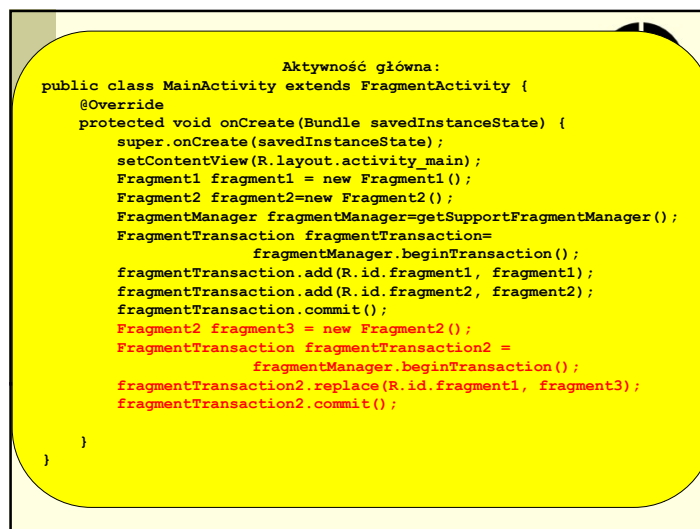 Aktywność główna:
public class MainActivity extends FragmentActivity {
    @Override
    protected void onCreate(Bundle savedInstanceState) {
        super.onCreate(savedInstanceState);
        setContentView(R.layout.activity_main);
        Fragment1 fragment1 = new Fragment1();
        Fragment2 fragment2=new Fragment2();
        FragmentManager fragmentManager=getSupportFragmentManager();
        FragmentTransaction fragmentTransaction=
                fragmentManager.beginTransaction();
        fragmentTransaction.add(R.id.fragment1, fragment1);
        fragmentTransaction.add(R.id.fragment2, fragment2);
        fragmentTransaction.commit();
        Fragment2 fragment3 = new Fragment2();
        FragmentTransaction fragmentTransaction2 =
                fragmentManager.beginTransaction();
        fragmentTransaction2.replace(R.id.fragment1, fragment3);
        fragmentTransaction2.commit();
    }
}